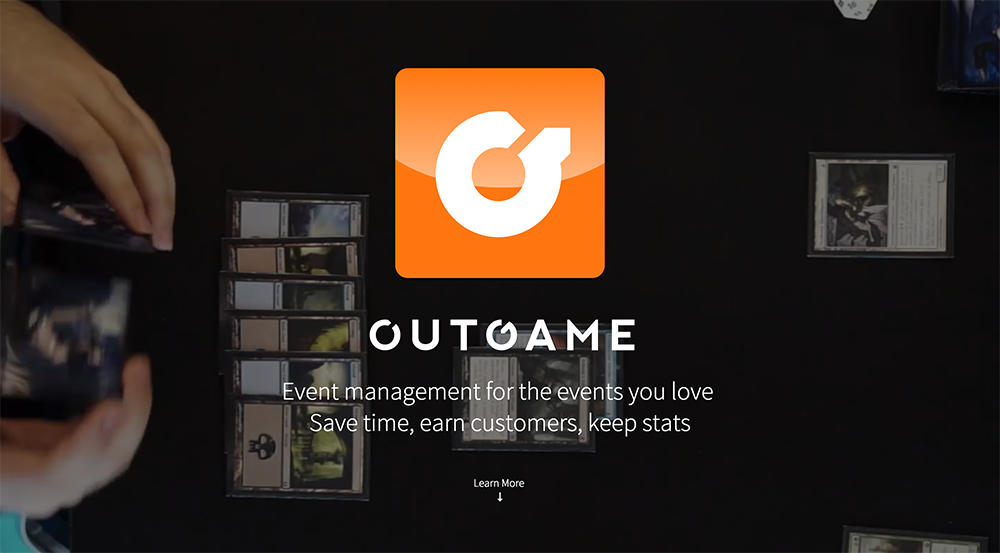 OUTGAME
Event management for the events you love
Save time, earn customers, keep stats
Learn More